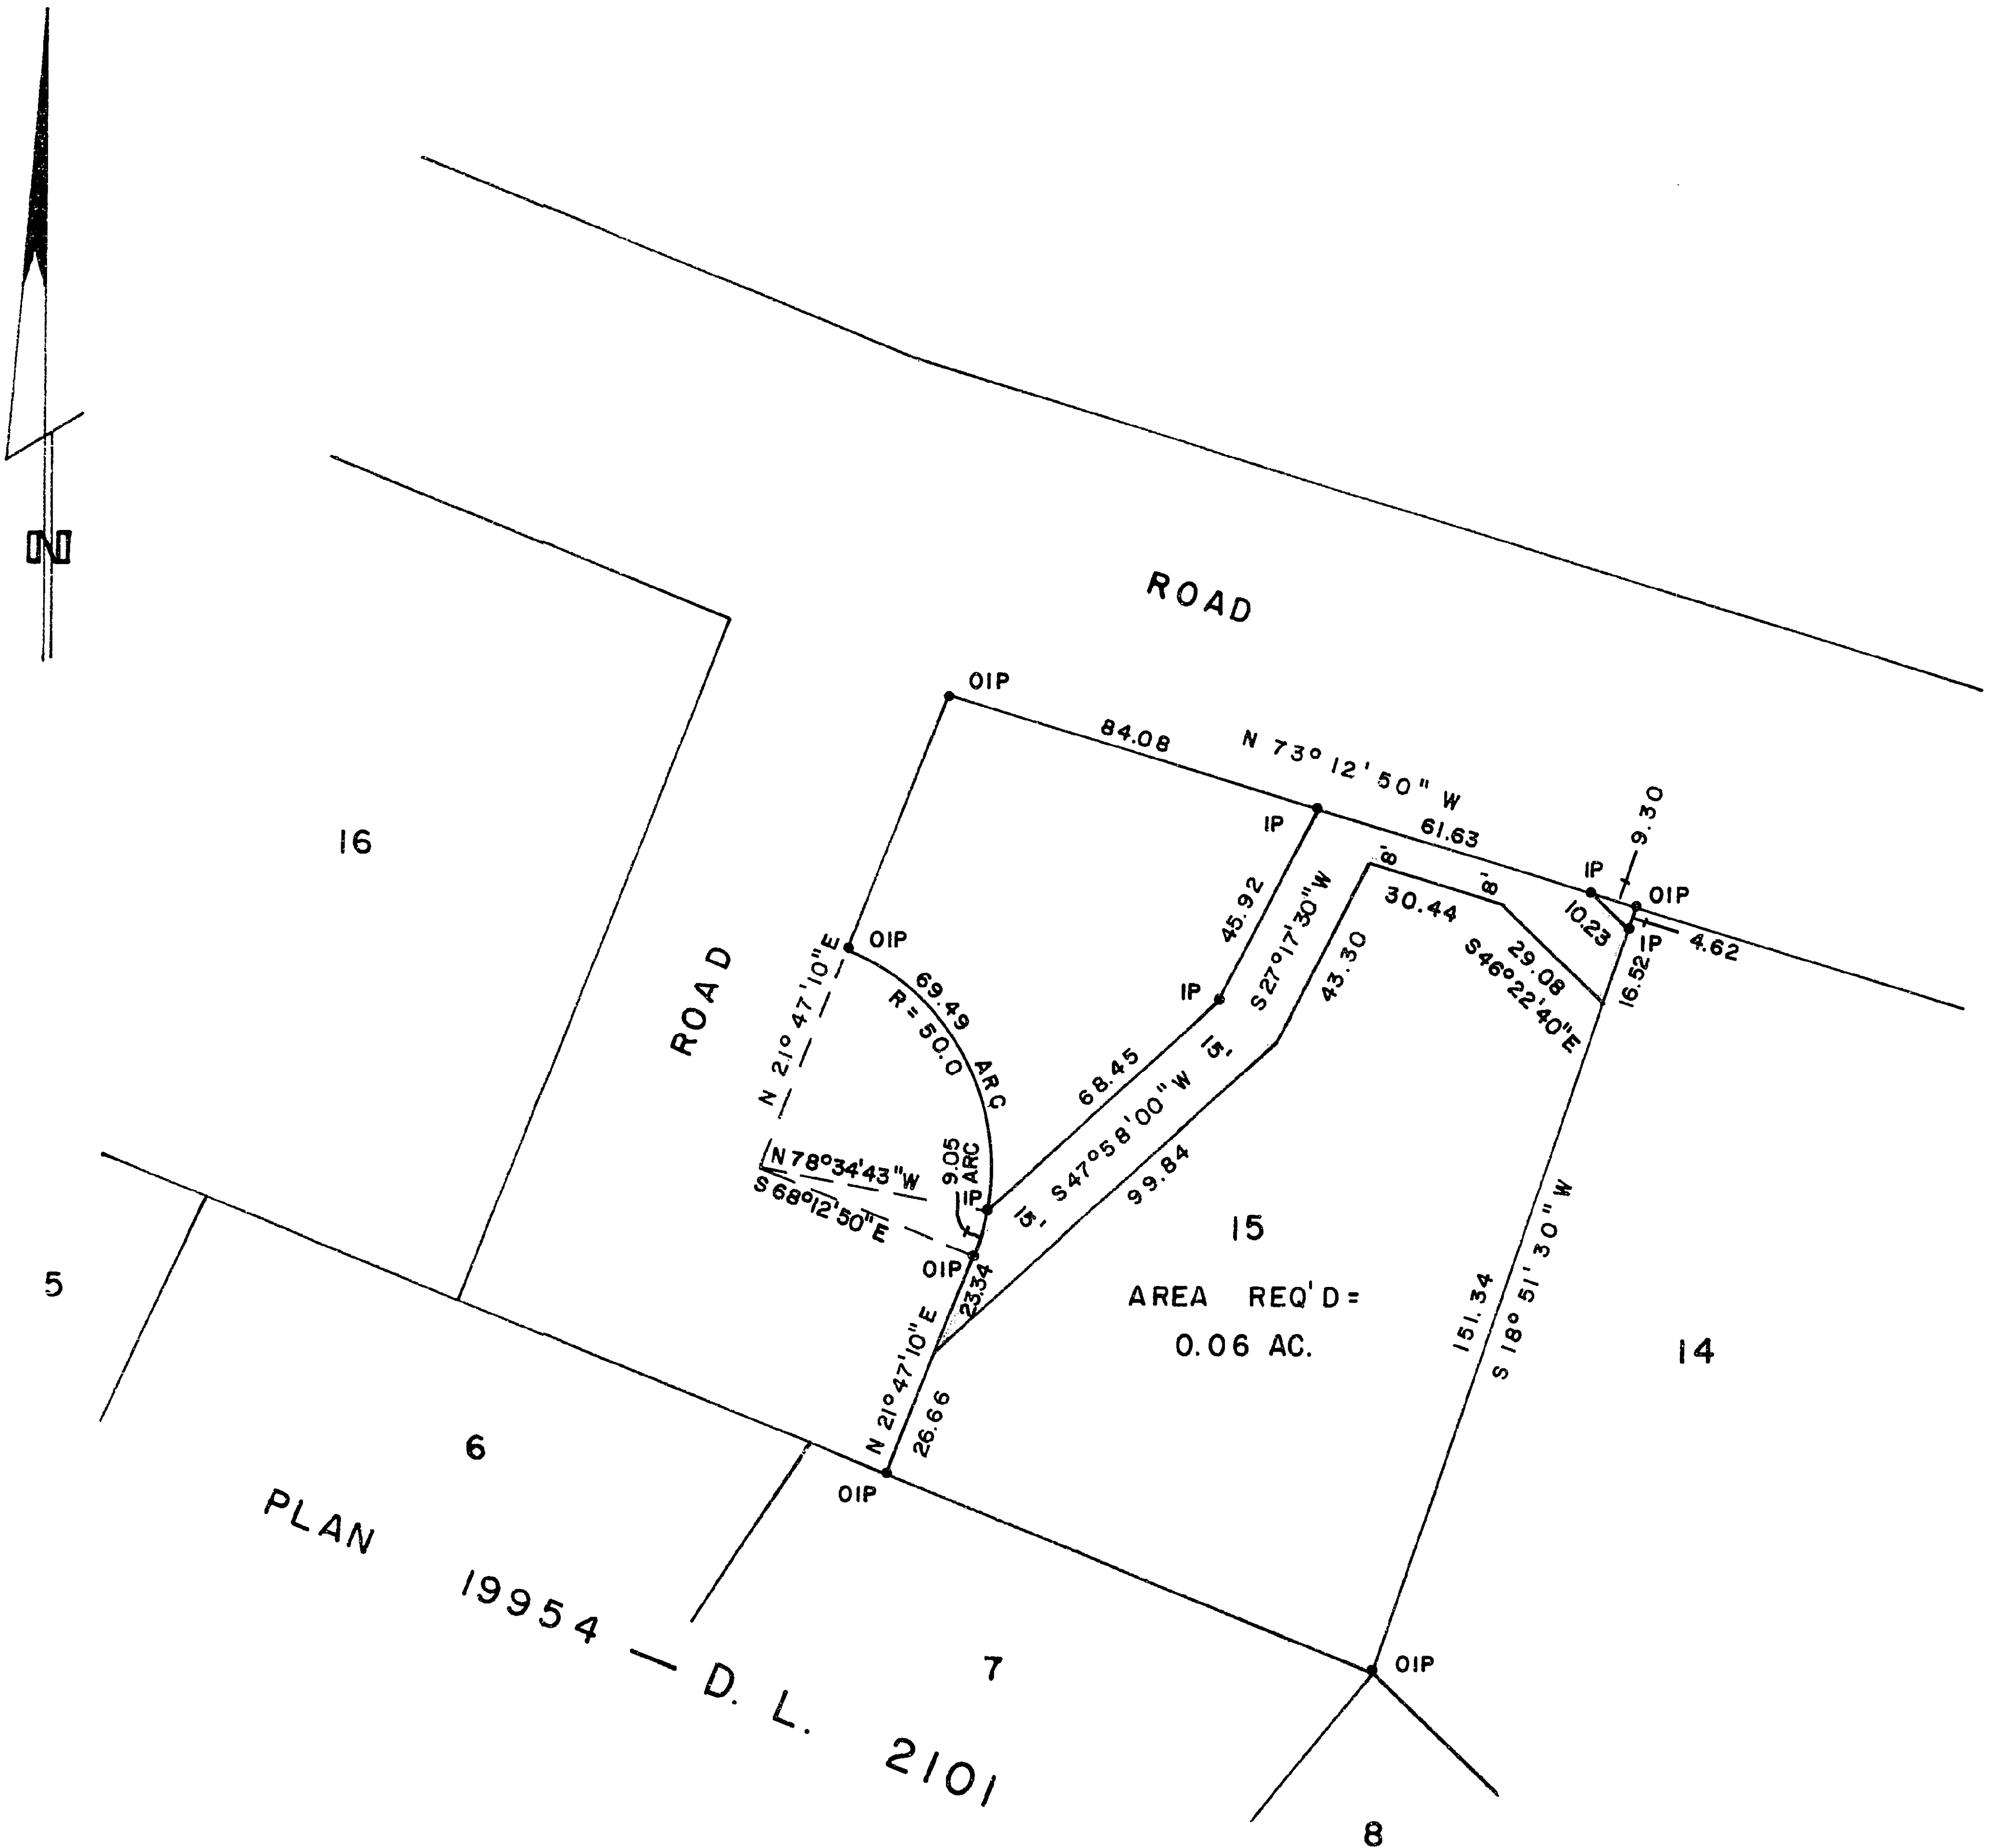 N
ROAD
OIP
84.08
N 73° 12' 50" W
9.30
IP
61.63
16
8'
8'
IP
OIP
30.44
10.23
IP
4.62
45.92
S 27° 17' 30" W
43.30
29.08
S 46° 22' 40" E
16.52
OIP
69.49 ARC
R = 50.0
ROAD
N 21° 47' 10" E
IP
15'
68.45
S 47° 58' 00" W
15'
99.84
N 78° 34' 43" W
9.05
ARC
IP
S 68° 12' 50" E
OIP
23.34
15
AREA REQ'D =
0.06 AC.
151.34
S 18° 51' 30" W
14
5
N 21° 47' 10" E
26.66
OIP
6
PLAN 19954 — D. L. 2101
7
OIP
8